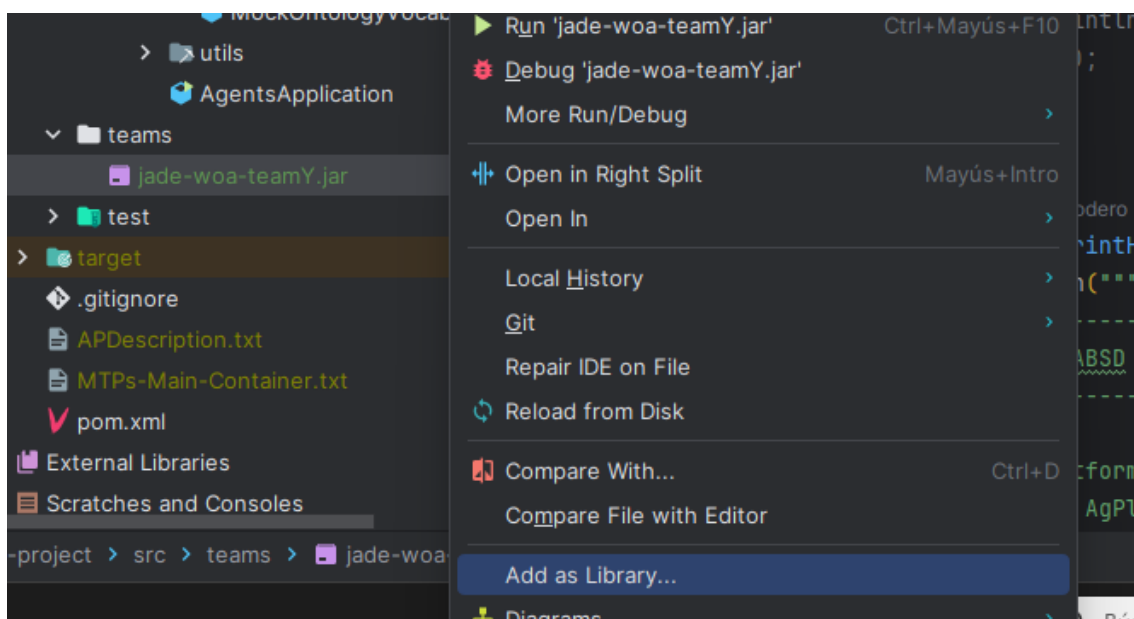 utils
AgentsApplication
teams
jade-woa-teamY.jar
test
target
.gitignore
APDescription.txt
MTPs-Main-Container.txt
pom.xml
External Libraries
Scratches and Consoles
-project > src > teams > jade-woa-
Run 'jade-woa-teamY.jar' Ctrl+Mayús+F10
Debug 'jade-woa-teamY.jar'
More Run/Debug
Open in Right Split Mayús+Intro
Open In
Local History
Git
Repair IDE on File
Reload from Disk
Compare With... Ctrl+D
Compare File with Editor
Add as Library...
Diagrams
);
("""
ABSD
AgPl